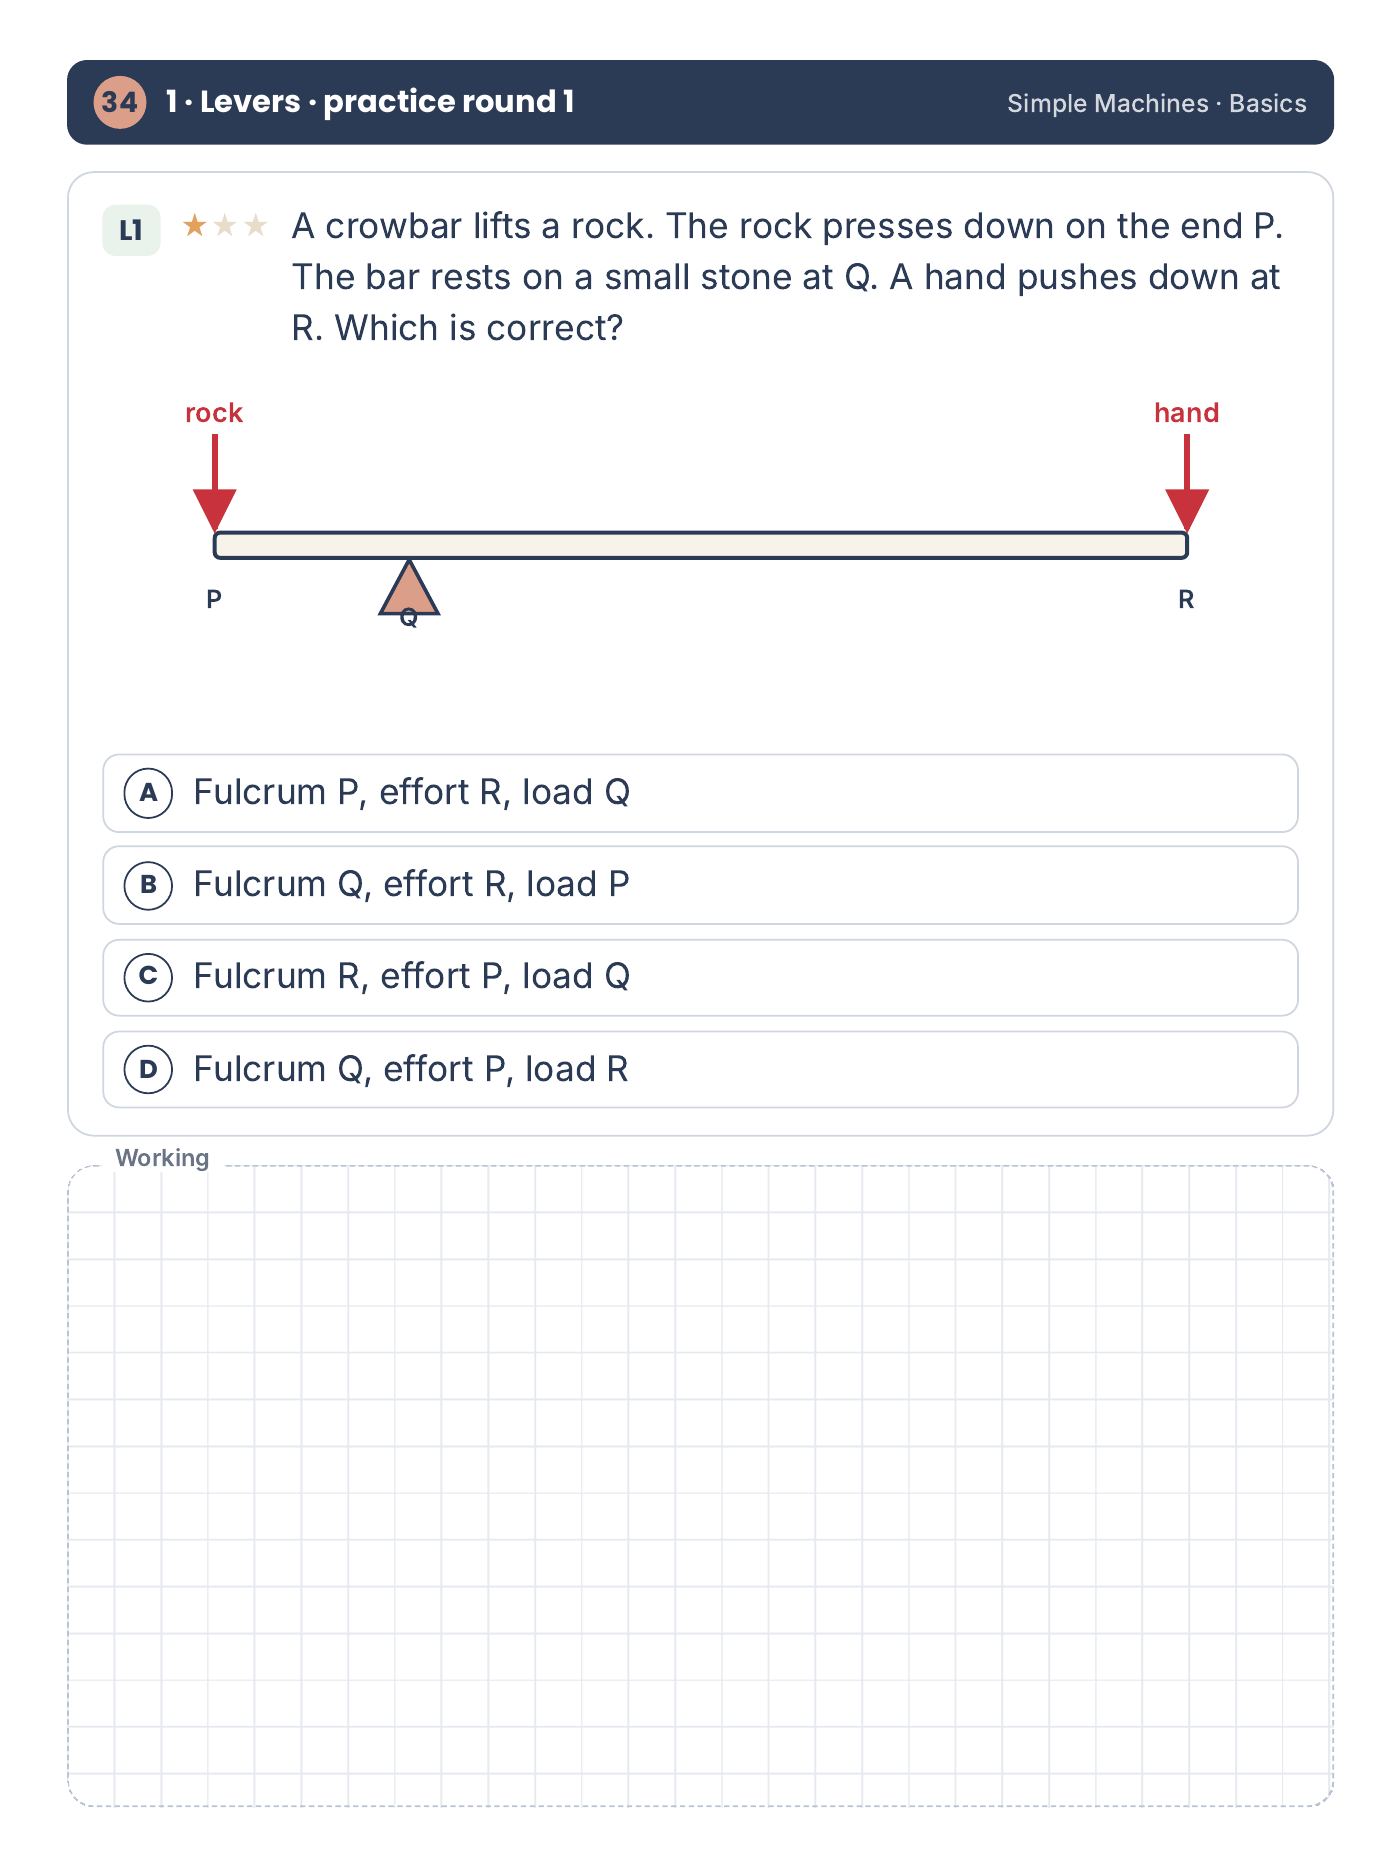 34 1 · Levers · practice round 1 Simple Machines · Basics
L1 ★★★ A crowbar lifts a rock. The rock presses down on the end P.
The bar rests on a small stone at Q. A hand pushes down at
R. Which is correct?
rock hand
P Q R
A Fulcrum P, effort R, load Q
B Fulcrum Q, effort R, load P
C Fulcrum R, effort P, load Q
D Fulcrum Q, effort P, load R
Working